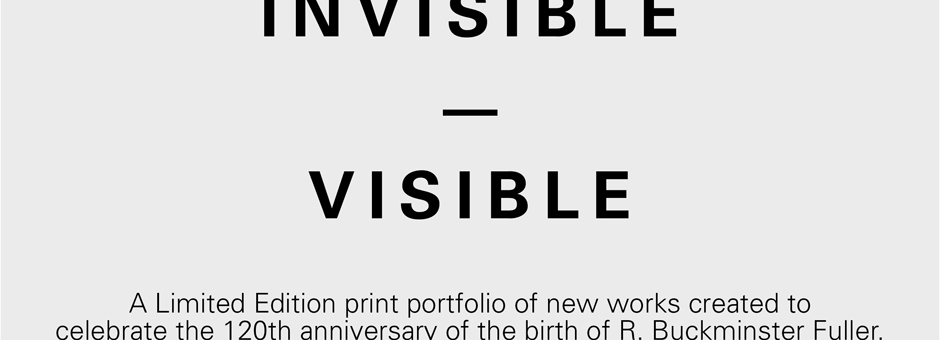 INVISIBLE
—
VISIBLE
A Limited Edition print portfolio of new works created to
celebrate the 120th anniversary of the birth of R. Buckminster Fuller.